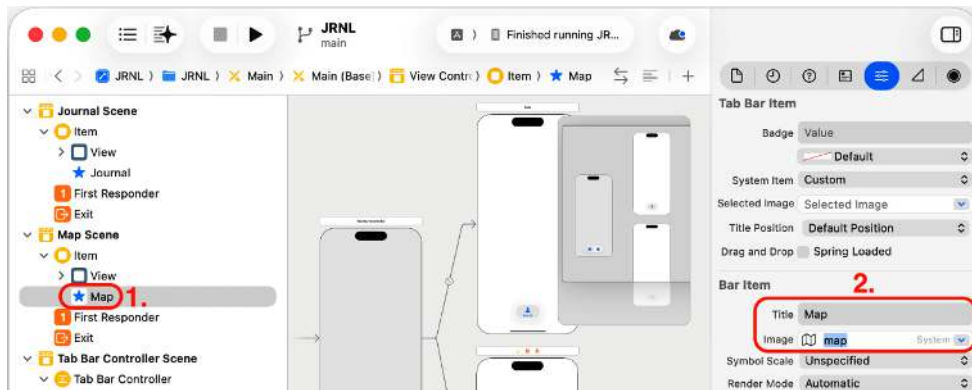 JRNL
main
Finished running JR...
JRNL
JRNL
Main
Main (Base)
View Contr
Item
Map
Journal Scene
Item
View
Journal
1 First Responder
Exit
Map Scene
Item
View
Map
1.
1 First Responder
Exit
Tab Bar Controller Scene
Tab Bar Controller
Tab Bar Item
Badge Value
Default
System Item Custom
Selected Image Selected Image
Title Position Default Position
Drag and Drop Spring Loaded
2.
Bar Item
Title Map
Image map System
Symbol Scale Unspecified
Render Mode Automatic